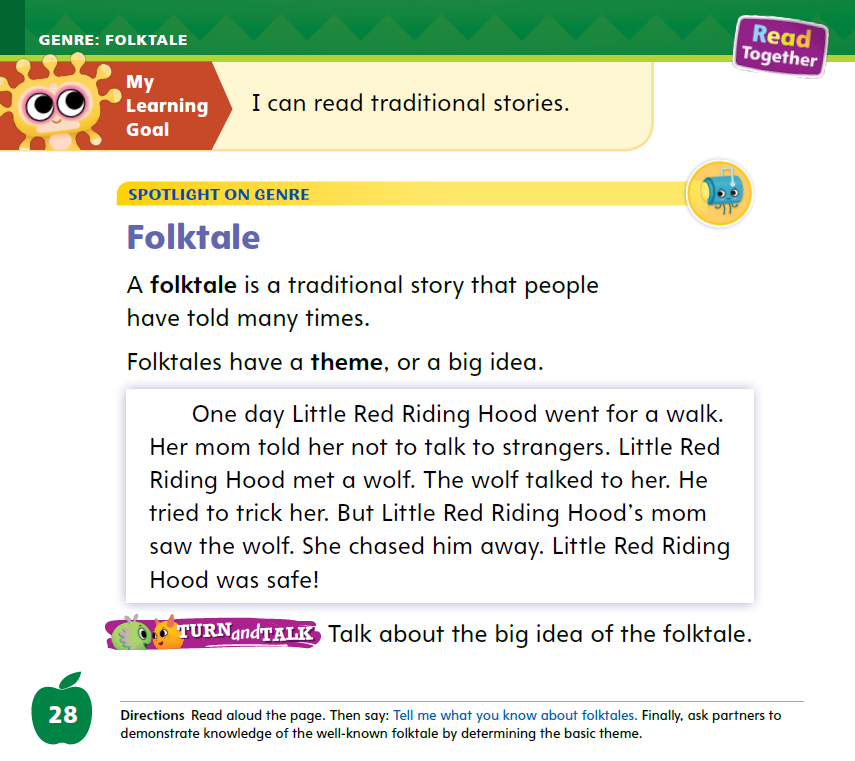 GENRE: FOLKTALE
Read
Together
My
Learning
Goal
I can read traditional stories.
SPOTLIGHT ON GENRE
Folktale
A folktale is a traditional story that people
have told many times.
Folktales have a theme, or a big idea.
One day Little Red Riding Hood went for a walk.
Her mom told her not to talk to strangers. Little Red
Riding Hood met a wolf. The wolf talked to her. He
tried to trick her. But Little Red Riding Hood’s mom
saw the wolf. She chased him away. Little Red Riding
Hood was safe!
TURNandTALK Talk about the big idea of the folktale.
28
Directions Read aloud the page. Then say: Tell me what you know about folktales. Finally, ask partners to
demonstrate knowledge of the well-known folktale by determining the basic theme.